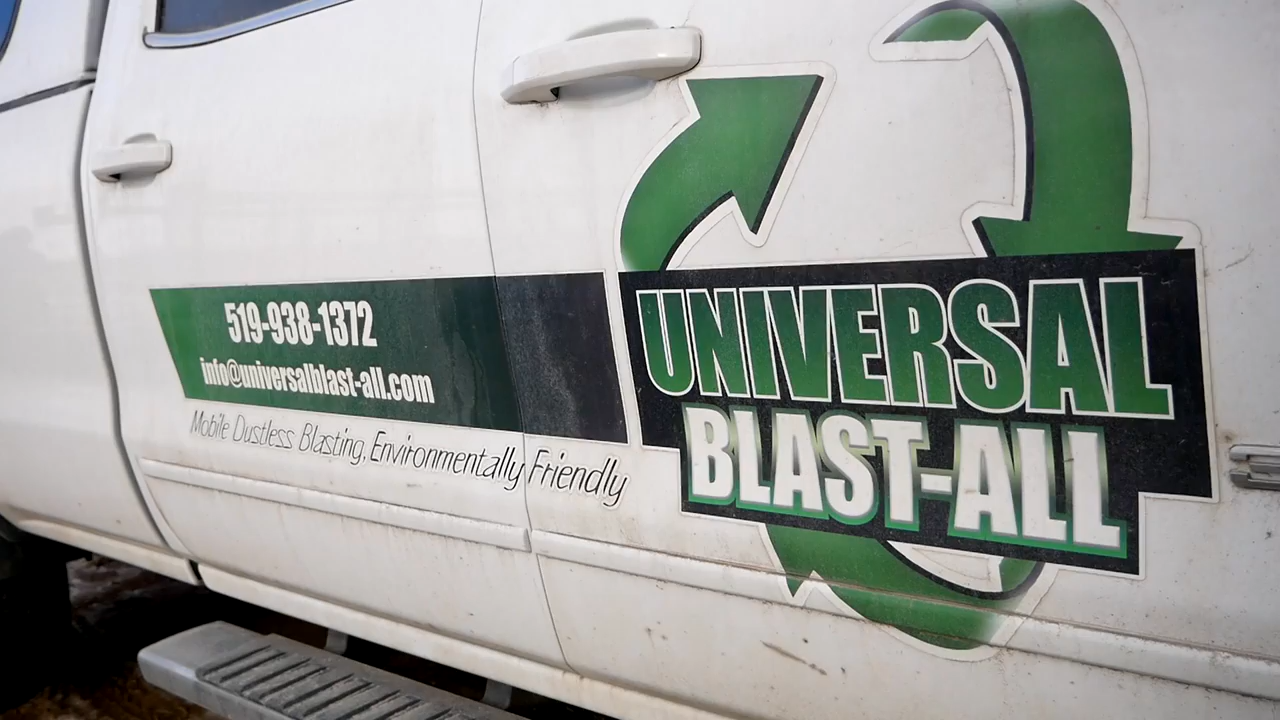 519-938-1372
info@universalblast-all.com
Mobile Dustless Blasting, Environmentally Friendly
UNIVERSAL
BLAST-ALL